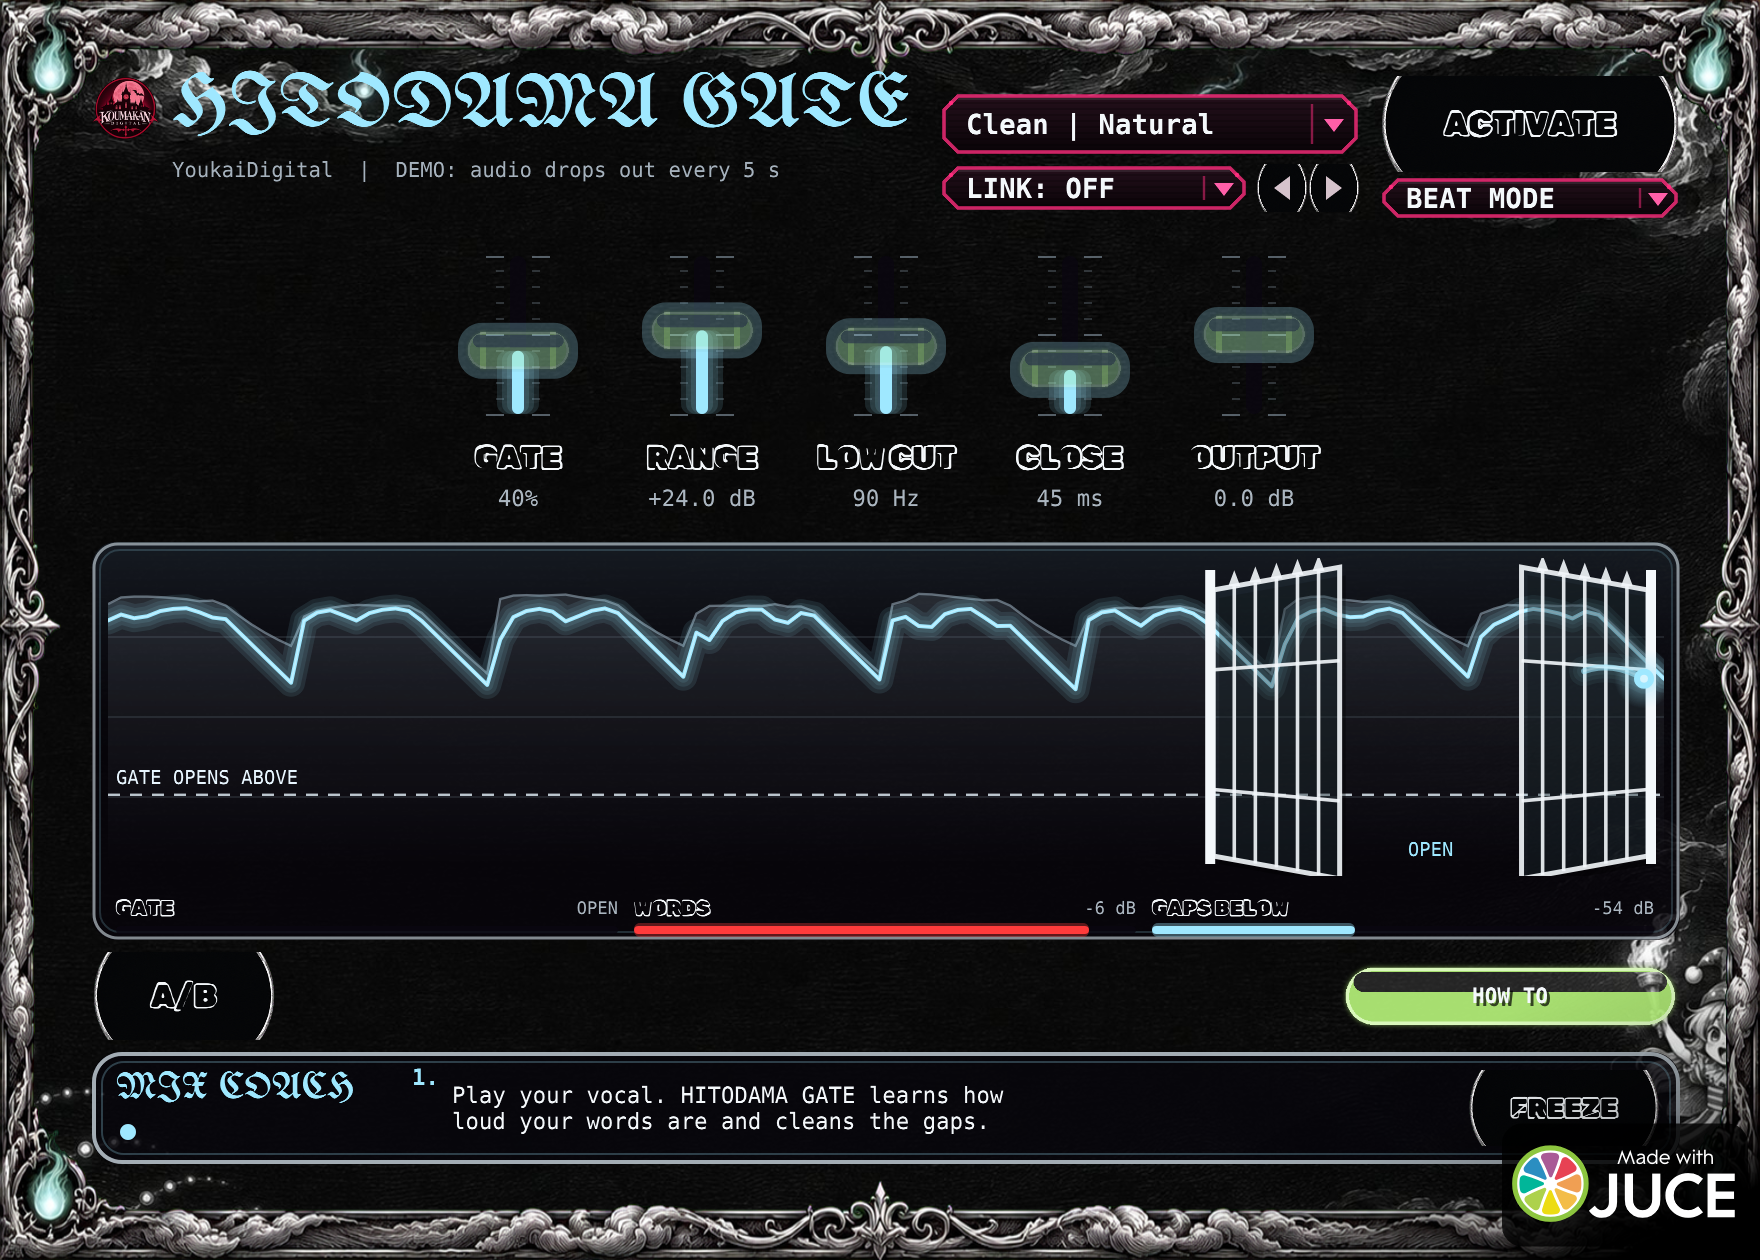 HITODAMA GATE
KOUMAKAN
DIGITAL
YoukaiDigital | DEMO: audio drops out every 5 s
Clean | Natural
LINK: OFF
ACTIVATE
BEAT MODE
GATE
40%
RANGE
+24.0 dB
LOW CUT
90 Hz
CLOSE
45 ms
OUTPUT
0.0 dB
GATE OPENS ABOVE
OPEN
GATE
OPEN
WORDS
-6 dB
GAPS BELOW
-54 dB
A/B
HOW TO
MIX COACH
1.
Play your vocal. HITODAMA GATE learns how
loud your words are and cleans the gaps.
FREEZE
Made with
JUCE